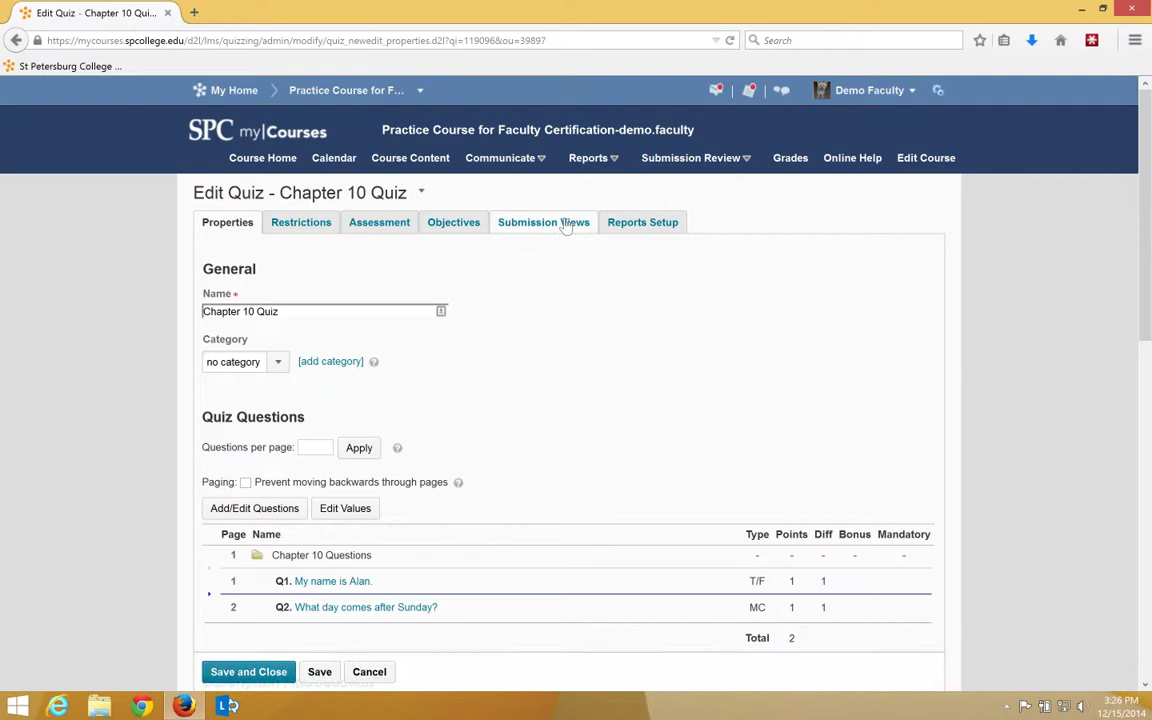 Edit Quiz - Chapter 10 Qui...
https://mycourses.spcollege.edu/d2l/lms/quizzing/admin/modify/quiz_newedit_properties.d2l?qi=119096&ou=39897
Search
St Petersburg College ...
My Home
Practice Course for F...
Demo Faculty
SPC my|Courses
Practice Course for Faculty Certification-demo.faculty
Course Home
Calendar
Course Content
Communicate
Reports
Submission Review
Grades
Online Help
Edit Course
Edit Quiz - Chapter 10 Quiz
Properties
Restrictions
Assessment
Objectives
Submission Views
Reports Setup
General
Name *
Chapter 10 Quiz
Category
no category
[add category]
Quiz Questions
Questions per page:
Apply
Paging:
Prevent moving backwards through pages
Add/Edit Questions
Edit Values
Page Name Type Points Diff Bonus Mandatory
1 Chapter 10 Questions - - - - -
1 Q1. My name is Alan. T/F 1 1
2 Q2. What day comes after Sunday? MC 1 1
Total 2
Save and Close
Save
Cancel
3:26 PM
12/15/2014